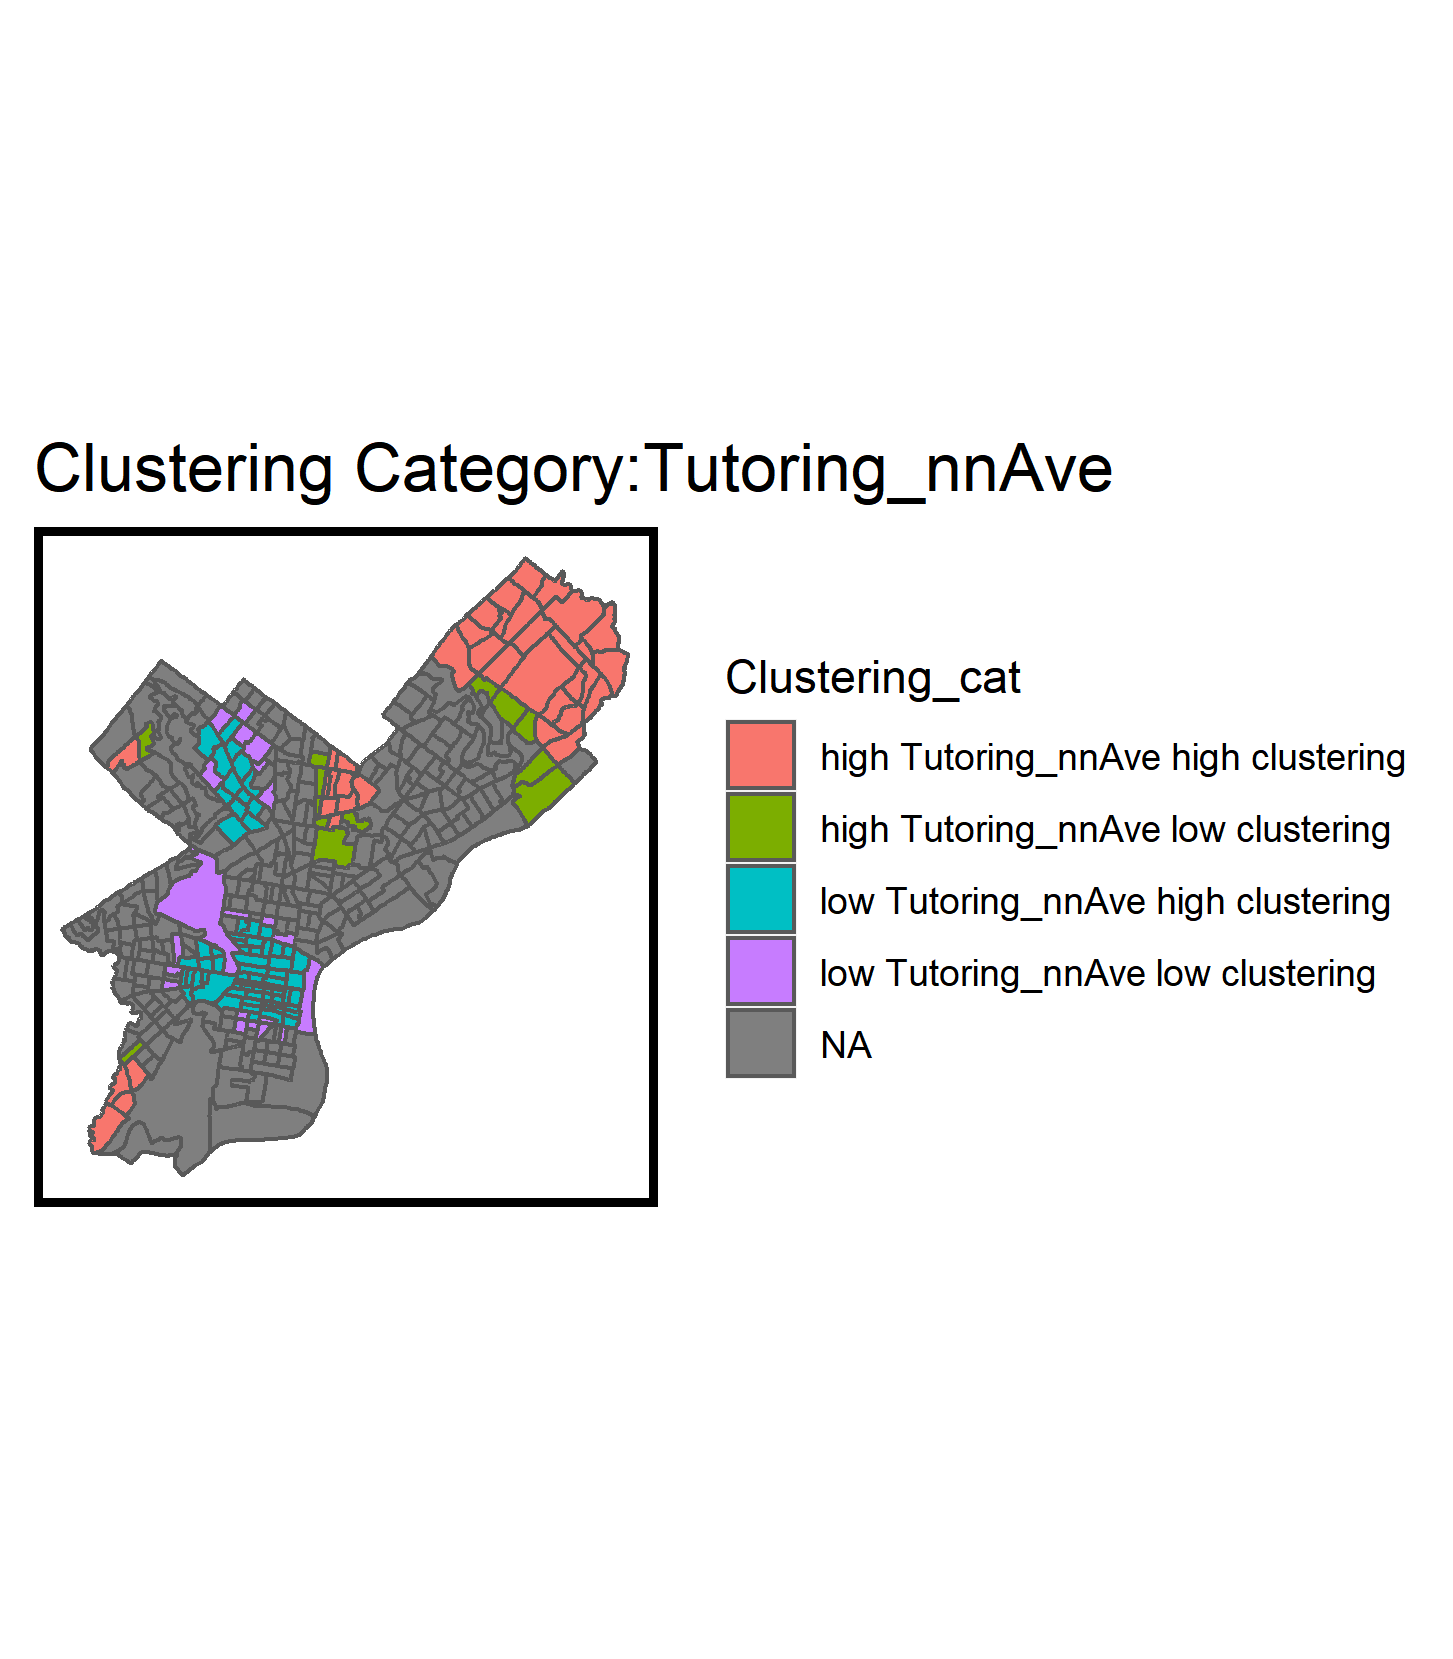 Clustering Category:Tutoring_nnAve
Clustering_cat
high Tutoring_nnAve high clustering
high Tutoring_nnAve low clustering
low Tutoring_nnAve high clustering
low Tutoring_nnAve low clustering
NA